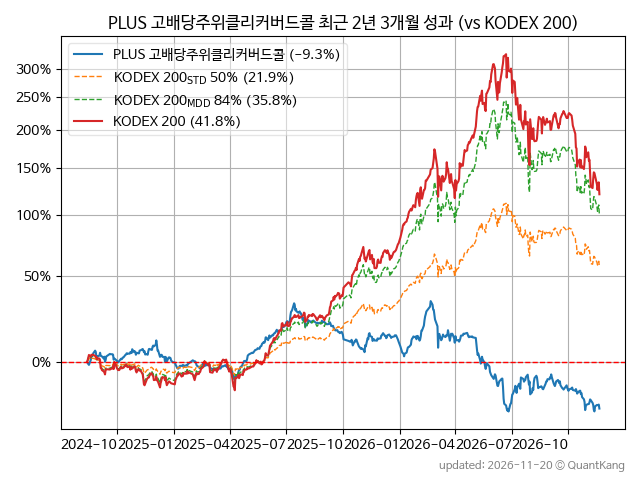 PLUS 고배당주위클리커버드콜 최근 2년 3개월 성과 (vs KODEX 200)
PLUS 고배당주위클리커버드콜 (−9.3%)
KODEX 200STD 50% (21.9%)
KODEX 200MDD 84% (35.8%)
KODEX 200 (41.8%)
300%
250%
200%
150%
100%
50%
0%
2024-10 2025-01 2025-04 2025-07 2025-10 2026-01 2026-04 2026-07 2026-10
updated: 2026-11-20 © QuantKang